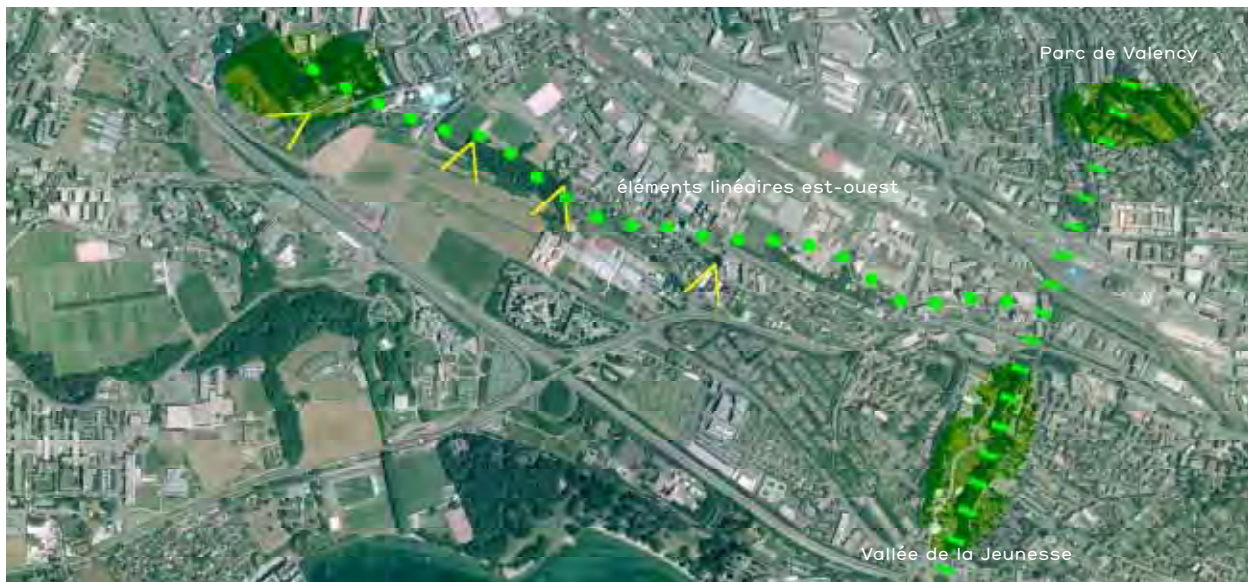 Parc de Valency
éléments linéaires est-ouest
Vallée de la Jeunesse